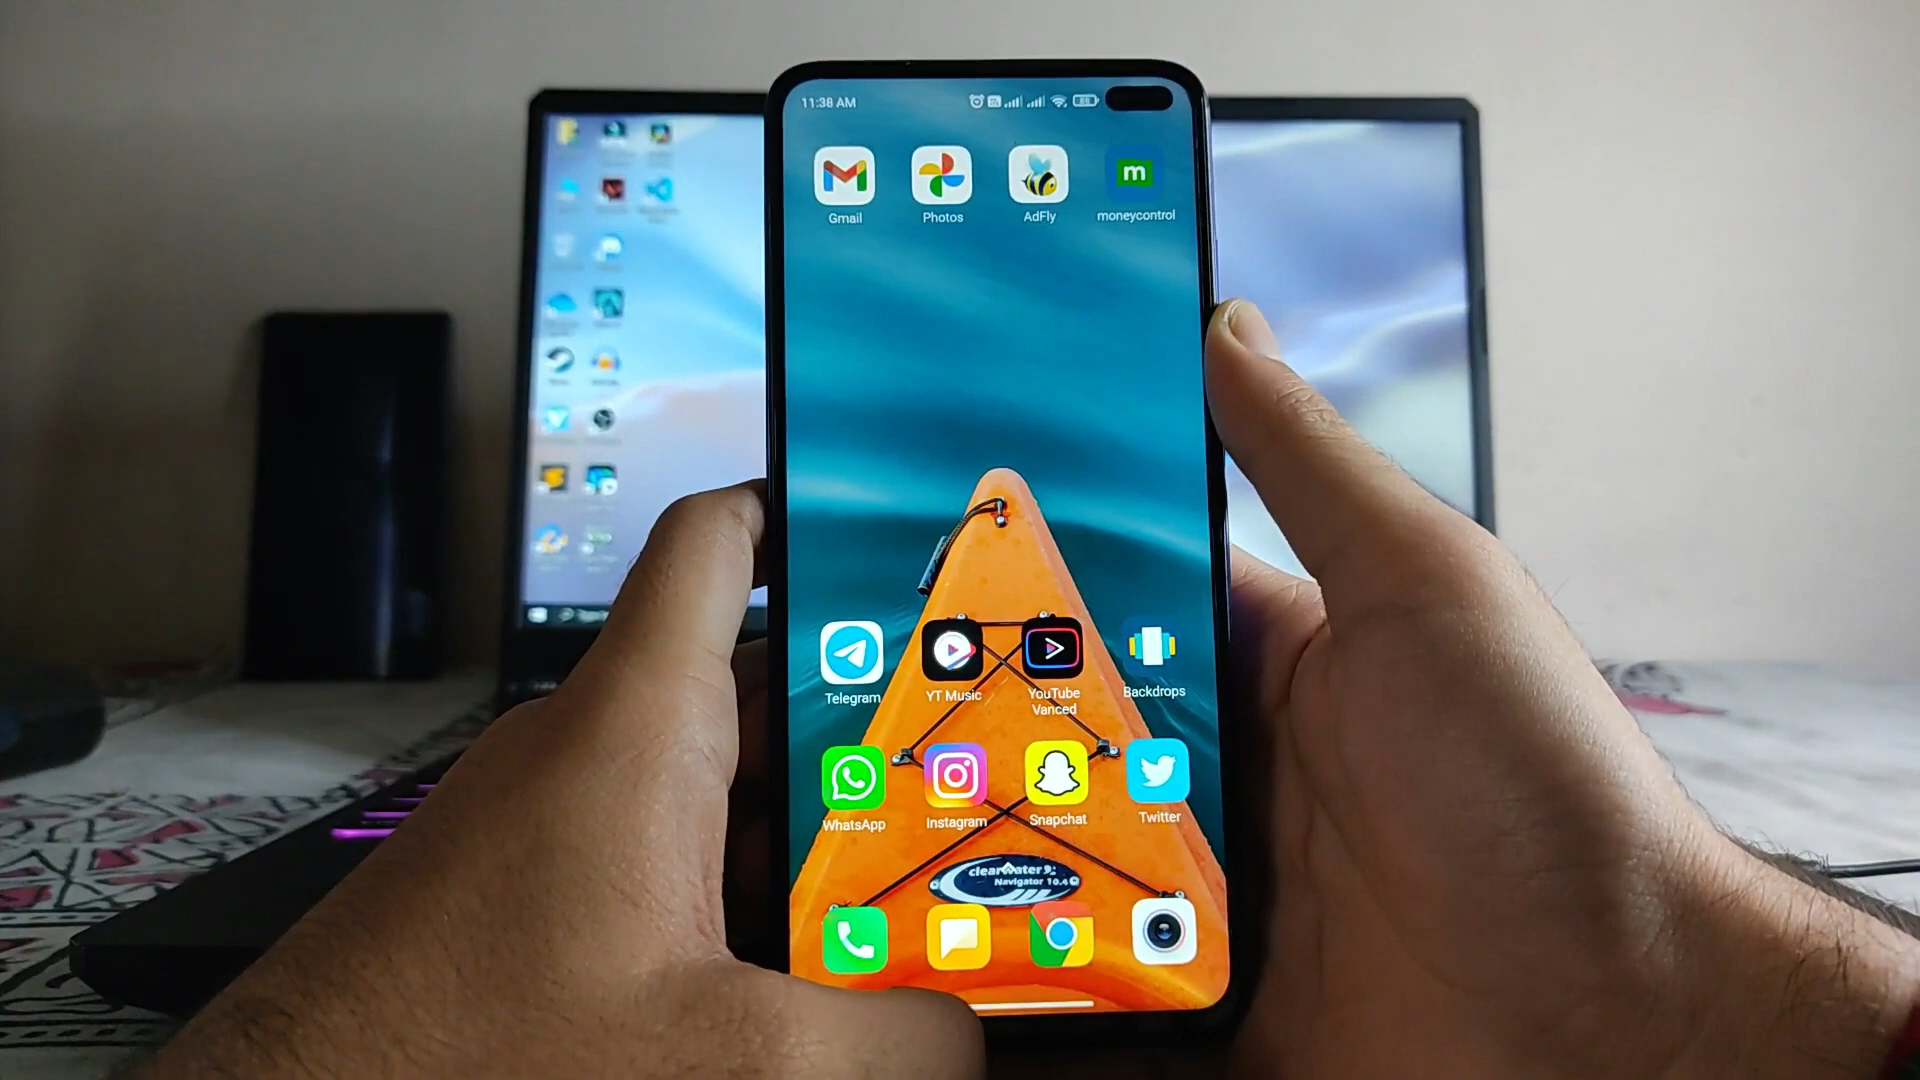 11:38 AM
Gmail
Photos
AdFly
m
moneycontrol
Telegram
YT Music
YouTube
Vanced
Backdrops
WhatsApp
Instagram
Snapchat
Twitter
clearwater
Navigator 10.4